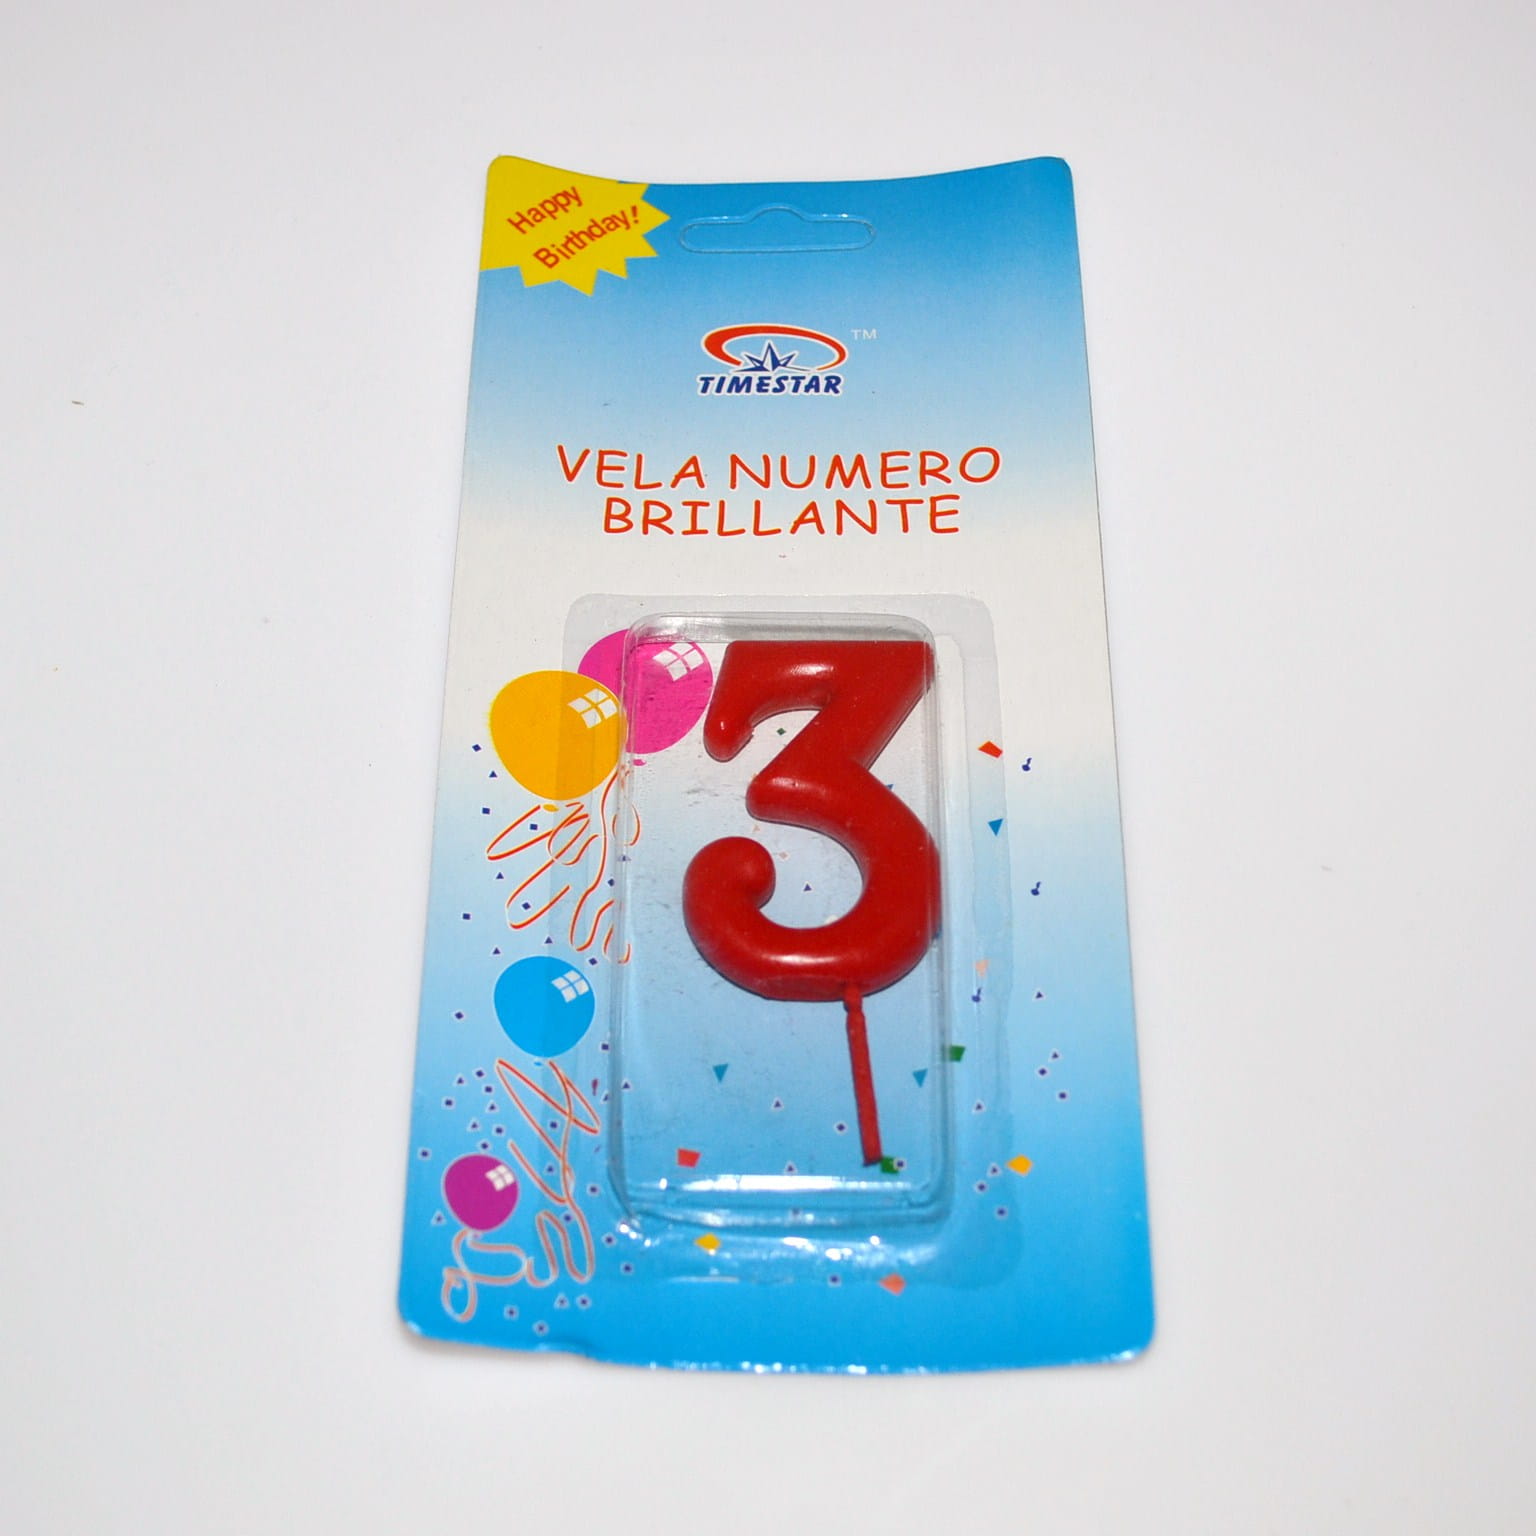 Happy
Birthday!
TM
TIMESTAR
VELA NUMERO
BRILLANTE
3